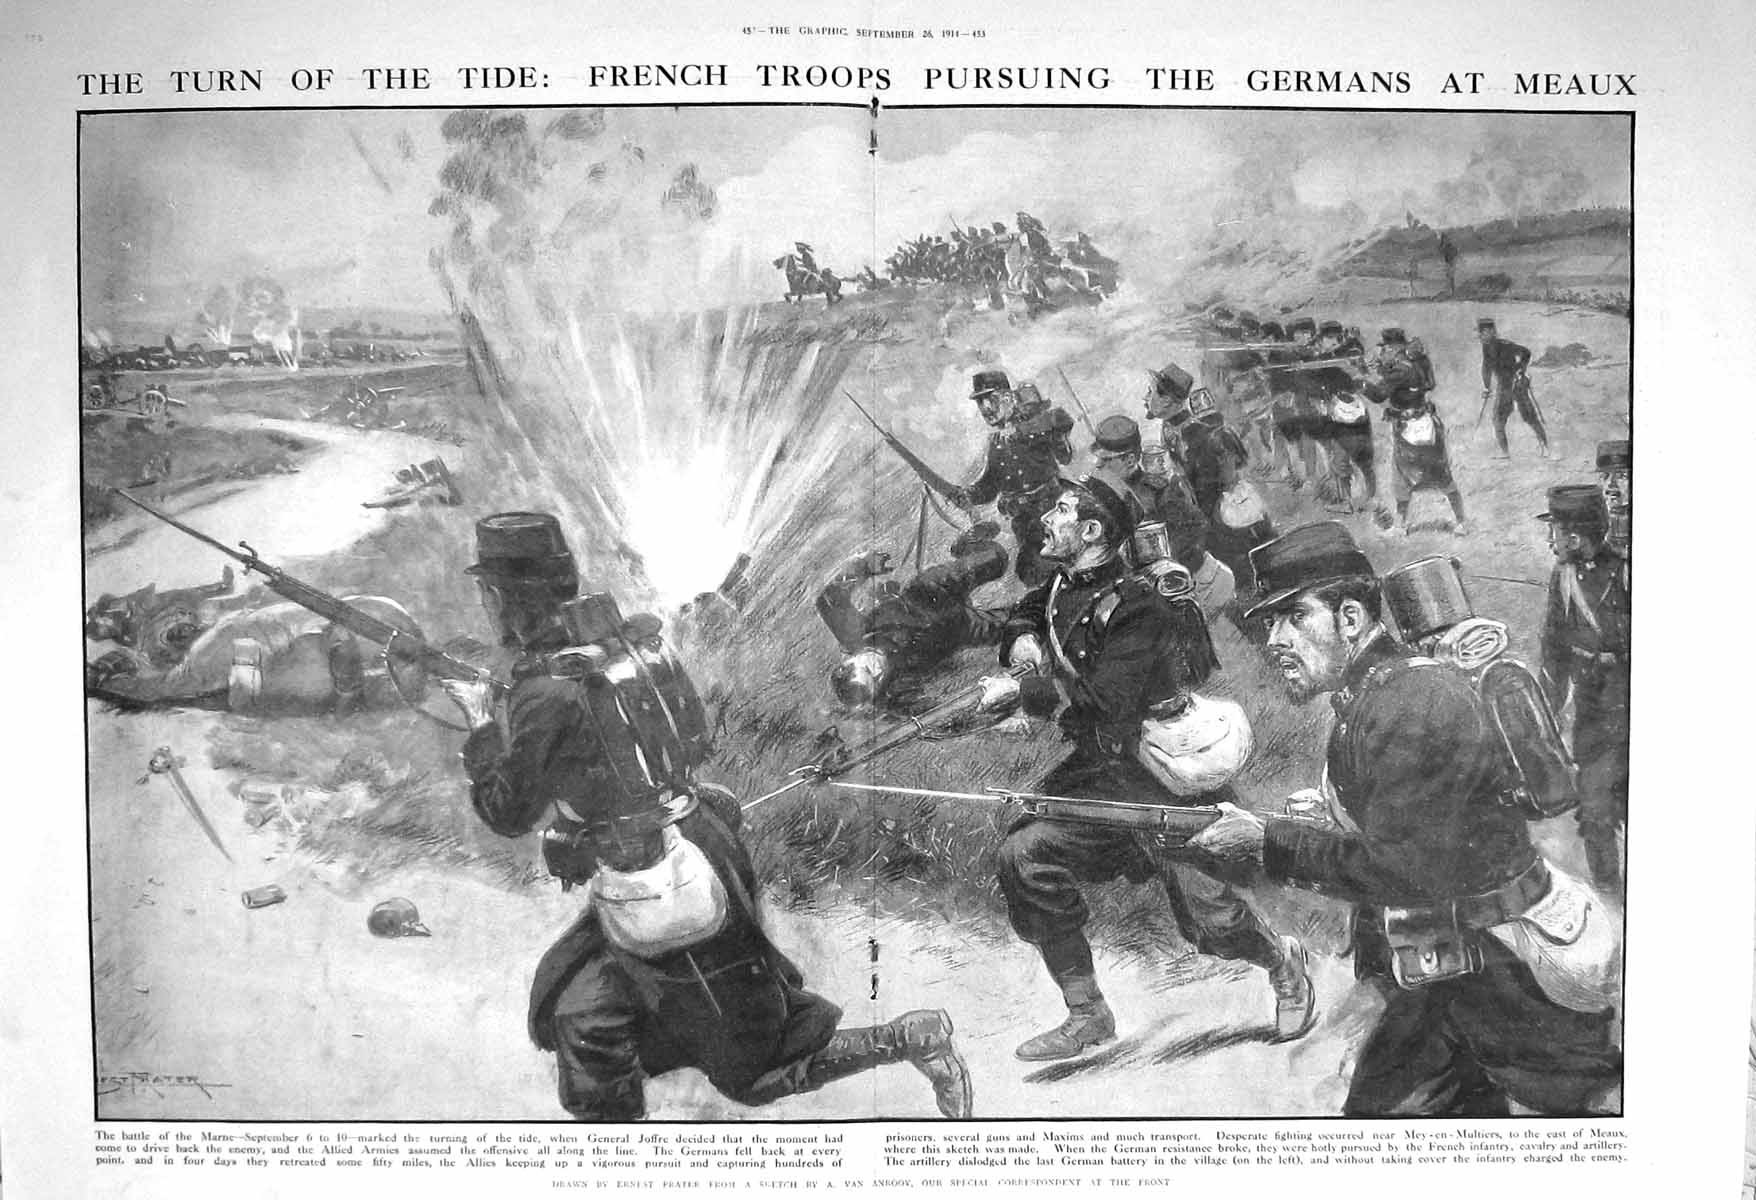 45 — THE GRAPHIC, SEPTEMBER 26, 1914 — 453
THE TURN OF THE TIDE: FRENCH TROOPS PURSUING THE GERMANS AT MEAUX
PRATER
The battle of the Marne—September 6 to 10—marked the turning of the tide, when General Joffre decided that the moment had
come to drive back the enemy, and the Allied Armies assumed the offensive all along the line. The Germans fell back at every
point, and in four days they retreated some fifty miles, the Allies keeping up a vigorous pursuit and capturing hundreds of
prisoners, several guns and Maxims and much transport. Desperate fighting occurred near Mey-en-Multiers, to the east of Meaux,
where this sketch was made. When the German resistance broke, they were hotly pursued by the French infantry, cavalry and artillery.
The artillery dislodged the last German battery in the village (on the left), and without taking cover the infantry charged the enemy.
DRAWN BY ERNEST PRATER FROM A SKETCH BY A. VAN ANROOY, OUR SPECIAL CORRESPONDENT AT THE FRONT